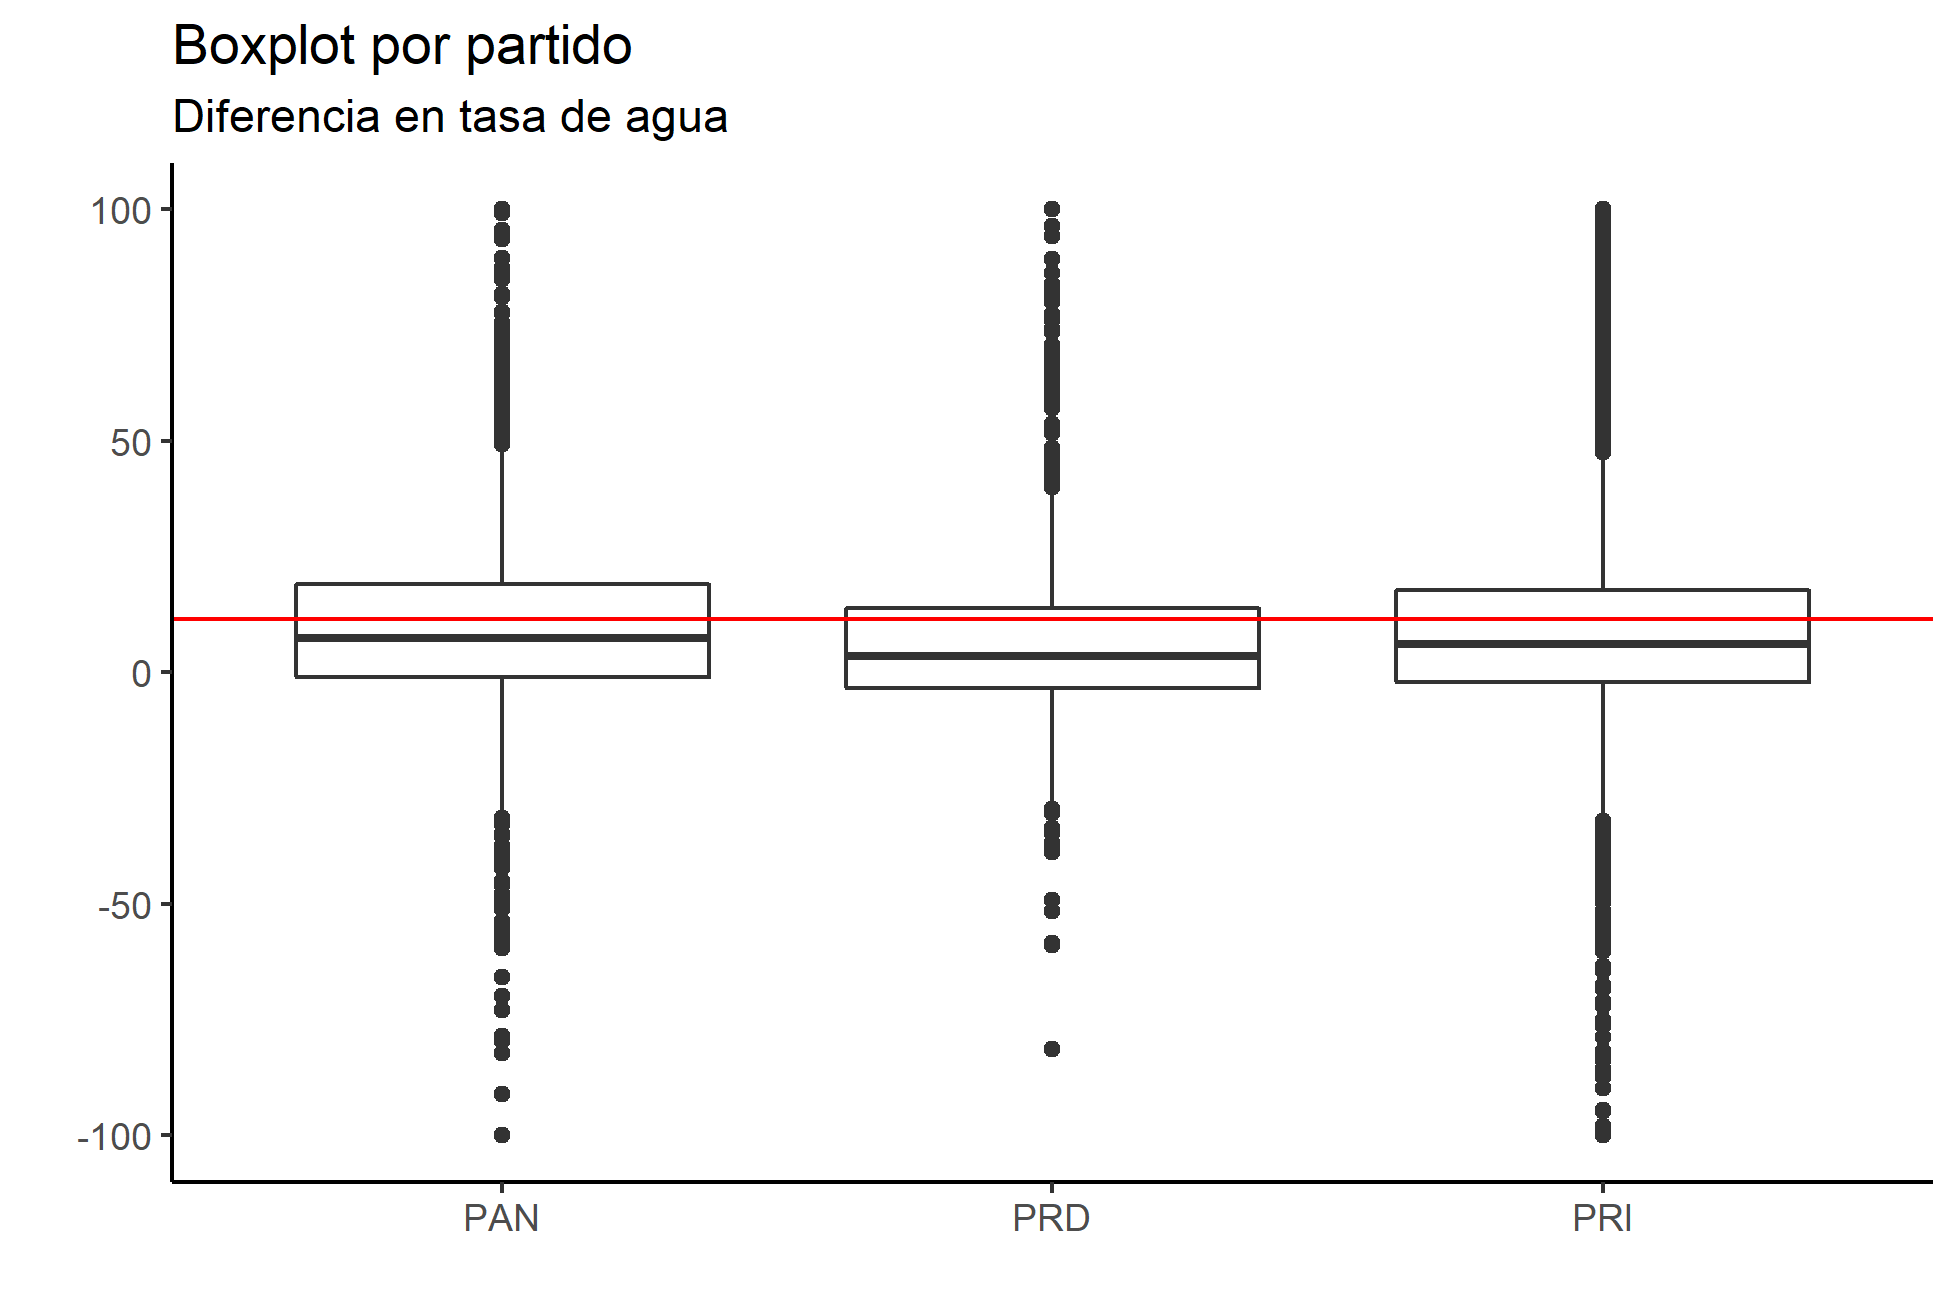 Boxplot por partido
Diferencia en tasa de agua
100
50
0
-50
-100
PAN PRD PRI